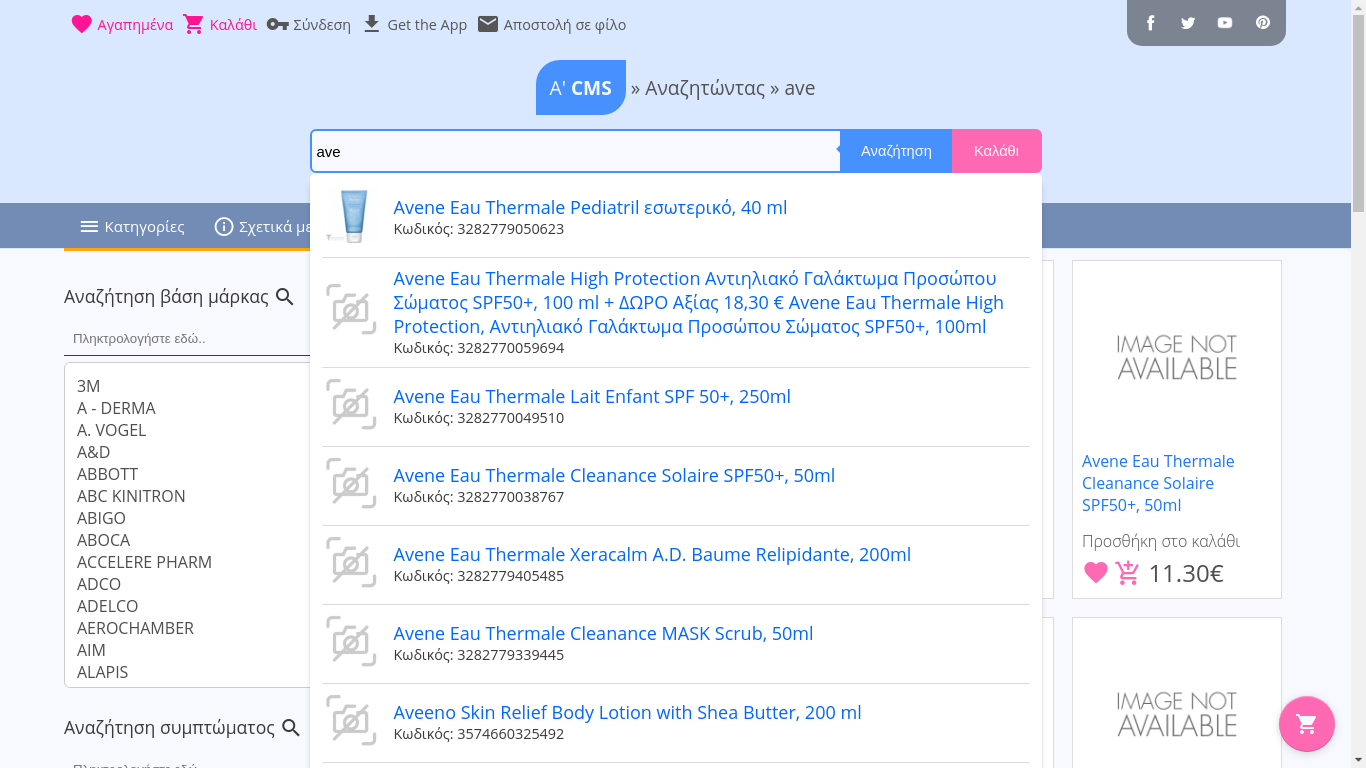 Αγαπημένα Καλάθι Σύνδεση Get the App Αποστολή σε φίλο
A' CMS » Αναζητώντας » ave
ave Αναζήτηση Καλάθι
Κατηγορίες Σχετικά με
Αναζήτηση βάση μάρκας
Πληκτρολογήστε εδώ..
3M
A - DERMA
A. VOGEL
A&D
ABBOTT
ABC KINITRON
ABIGO
ABOCA
ACCELERE PHARM
ADCO
ADELCO
AEROCHAMBER
AIM
ALAPIS
Αναζήτηση συμπτώματος
Avene Eau Thermale Pediatril εσωτερικό, 40 ml
Κωδικός: 3282779050623
Avene Eau Thermale High Protection Αντιηλιακό Γαλάκτωμα Προσώπου
Σώματος SPF50+, 100 ml + ΔΩΡΟ Αξίας 18,30 € Avene Eau Thermale High
Protection, Αντιηλιακό Γαλάκτωμα Προσώπου Σώματος SPF50+, 100ml
Κωδικός: 3282770059694
Avene Eau Thermale Lait Enfant SPF 50+, 250ml
Κωδικός: 3282770049510
Avene Eau Thermale Cleanance Solaire SPF50+, 50ml
Κωδικός: 3282770038767
Avene Eau Thermale Xeracalm A.D. Baume Relipidante, 200ml
Κωδικός: 3282779405485
Avene Eau Thermale Cleanance MASK Scrub, 50ml
Κωδικός: 3282779339445
Aveeno Skin Relief Body Lotion with Shea Butter, 200 ml
Κωδικός: 3574660325492
IMAGE NOT
AVAILABLE
Avene Eau Thermale
Cleanance Solaire
SPF50+, 50ml
Προσθήκη στο καλάθι
11.30€
IMAGE NOT
AVAILABLE